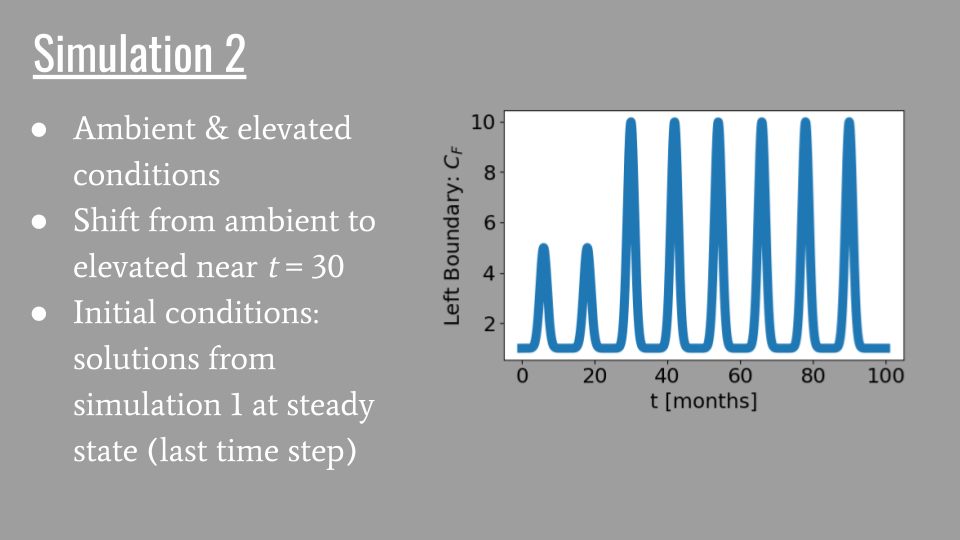 Simulation 2
● Ambient & elevated
conditions
● Shift from ambient to
elevated near t = 30
● Initial conditions:
solutions from
simulation 1 at steady
state (last time step)
Left Boundary: C_F
10
8
6
4
2
0 20 40 60 80 100
t [months]